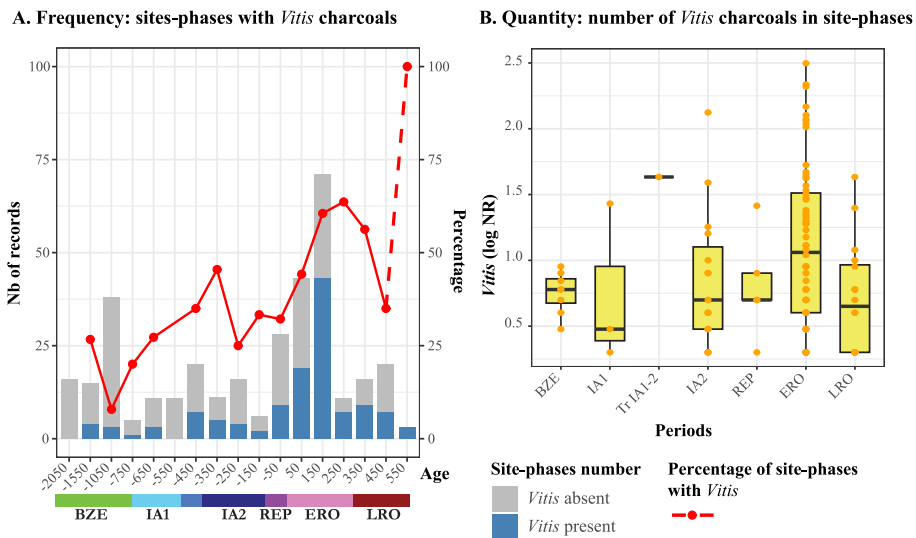 A. Frequency: sites-phases with Vitis charcoals
B. Quantity: number of Vitis charcoals in site-phases
Nb of records
100
75
50
25
0
100
75
50
25
0
Percentage
-2050
-1550
-1050
-750
-650
-550
-450
-350
-250
-150
-50
50
150
250
350
450
550
Age
BZE
IA1
IA2
REP
ERO
LRO
Vitis (log NR)
2.5
2.0
1.5
1.0
0.5
BZE
IA1
Tr IA1-2
IA2
REP
ERO
LRO
Periods
Site-phases number
Vitis absent
Vitis present
Percentage of site-phases
with Vitis